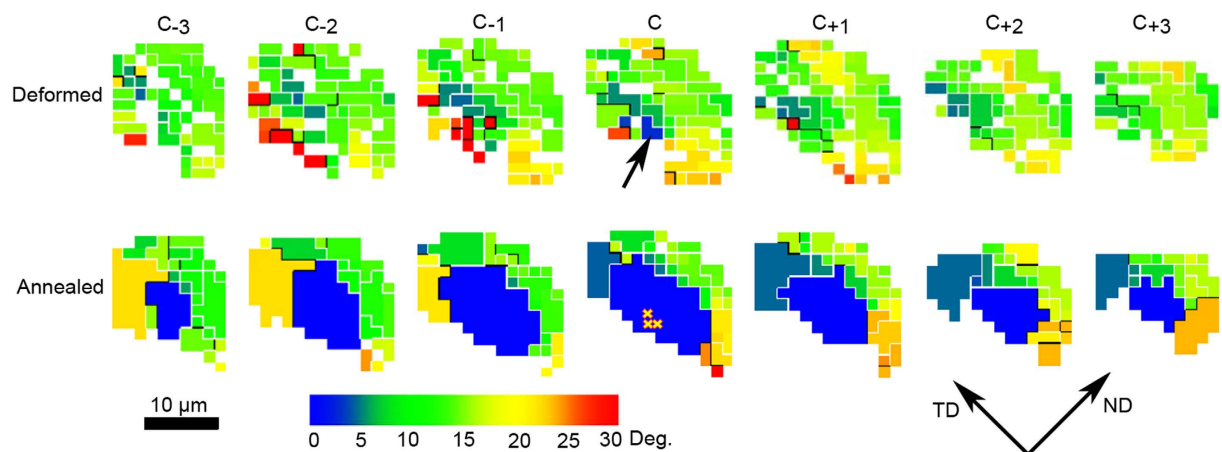 C-3 C-2 C-1 C C+1 C+2 C+3
Deformed
Annealed
10 µm
0 5 10 15 20 25 30 Deg.
TD ND